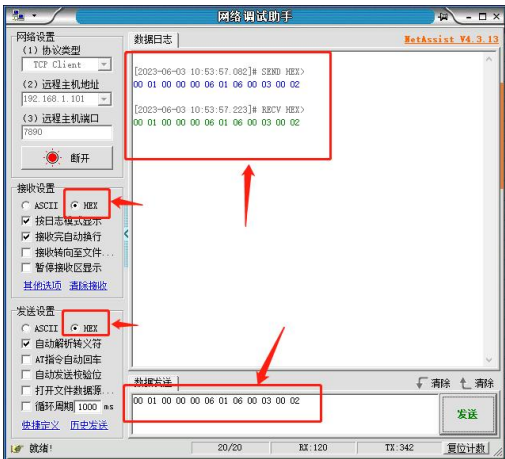 网络调试助手
网络设置
(1) 协议类型
TCP Client
(2) 远程主机地址
192.168.1.101
(3) 远程主机端口
7890
断开
接收设置
ASCII HEX
按日志模式显示
接收完自动换行
接收转向至文件...
暂停接收区显示
其他选项 清除接收
发送设置
ASCII HEX
自动解析转义符
AT指令自动回车
自动发送校验位
打开文件数据源...
循环周期 1000 ms
快捷定义 历史发送
数据日志 NetAssist V4.3.13
[2023-06-03 10:53:57.082]# SEND HEX>
00 01 00 00 00 06 01 06 00 03 00 02
[2023-06-03 10:53:57.223]# RECV HEX>
00 01 00 00 00 06 01 06 00 03 00 02
数据发送 清除 清除
00 01 00 00 00 06 01 06 00 03 00 02
发送
就绪! 20/20 RX:120 TX:342 复位计数